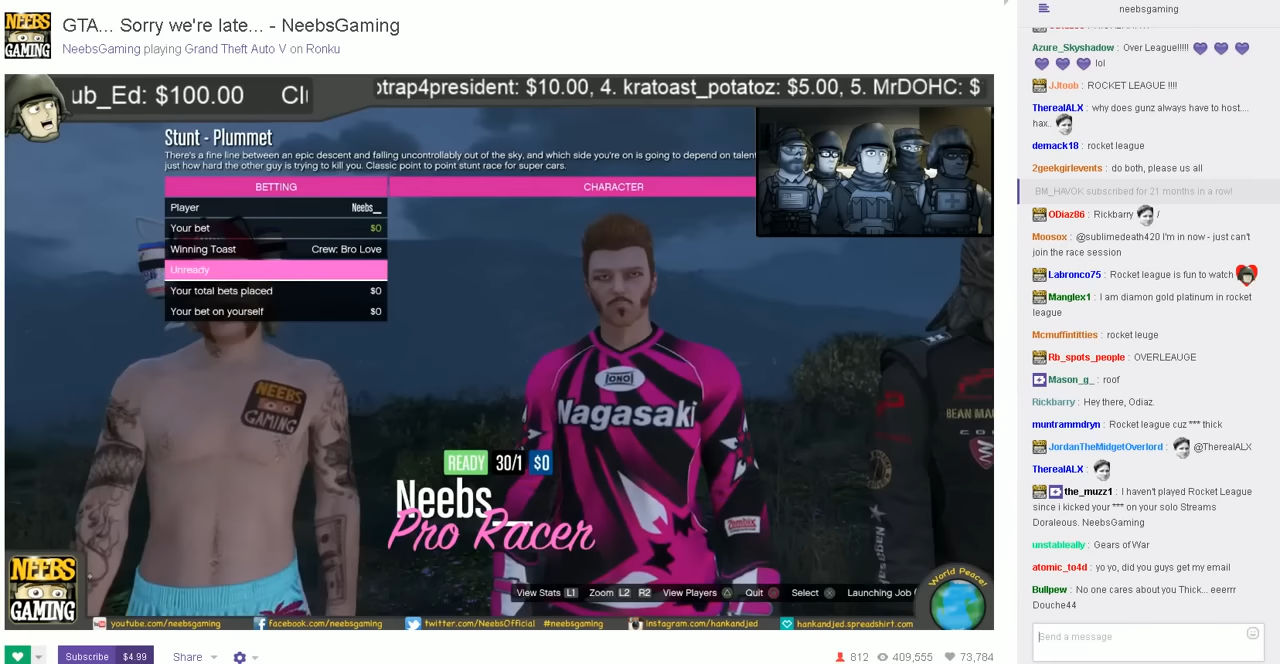 NEEBS
GAMING
GTA... Sorry we're late... - NeebsGaming
NeebsGaming playing Grand Theft Auto V on Ronku
ub_Ed: $100.00
trap4president: $10.00, 4. kratoast_potatoz: $5.00, 5. MrDOHC: $
Stunt - Plummet
There's a fine line between an epic descent and falling uncontrollably out of the sky, and which side you're on is going to depend on talent
just how hard the other guy is trying to kill you. Classic point to point stunt race for super cars.
BETTING
CHARACTER
Player Neebs__
Your bet $0
Winning Toast Crew: Bro Love
Unready
Your total bets placed $0
Your bet on yourself $0
NEEBS
GAMING
Nagasaki
BEAN
READY 30/1 $0
Neebs__
Pro Racer
View Stats L1 Zoom L2 R2 View Players Quit Select Launching Job
World Peace!
NEEBS
GAMING
youtube.com/neebsgaming facebook.com/neebsgaming twitter.com/NeebsOfficial #neebsgaming instagram.com/hankandjed hankandjed.spreadshirt.com
Subscribe $4.99 Share
812 409,555 73,784
neebsgaming
Azure_Skyshadow : Over League!!!!!
lol
JJtoob : ROCKET LEAGUE !!!!
TherealALX : why does gunz always have to host....
hax..
demack18 : rocket league
2geekgirlevents : do both, please us all
BM_HAVOK subscribed for 21 months in a row!
ODiaz86 : Rickbarry /
Moosox : @sublimedeath420 I'm in now - just can't
join the race session
Labronco75 : Rocket league is fun to watch
Manglex1 : I am diamon gold platinum in rocket
league
Mcmuffintitties : rocket leuge
Rb_spots_people : OVERLEAUGE
Mason_g_ : roof
Rickbarry : Hey there, Odiaz.
muntrammdryn : Rocket league cuz *** thick
JordanTheMidgetOverlord : @TherealALX
TherealALX :
the_muzz1 : I haven't played Rocket League
since i kicked your *** on your solo Streams
Doraleous. NeebsGaming
unstableally : Gears of War
atomic_to4d : yo yo, did you guys get my email
Bullpew : No one cares about you Thick... eeerrr
Douche44
Send a message